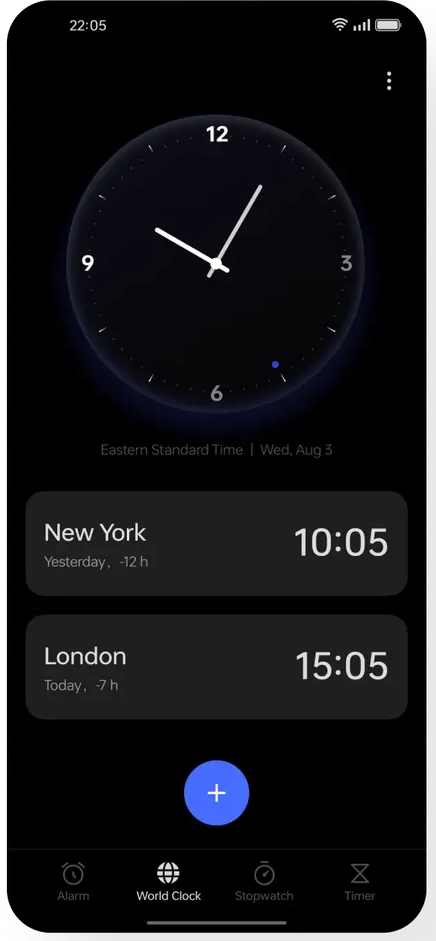 22:05
12
9
3
6
Eastern Standard Time | Wed, Aug 3
New York
10:05
Yesterday, -12 h
London
15:05
Today, -7 h
Alarm
World Clock
Stopwatch
Timer